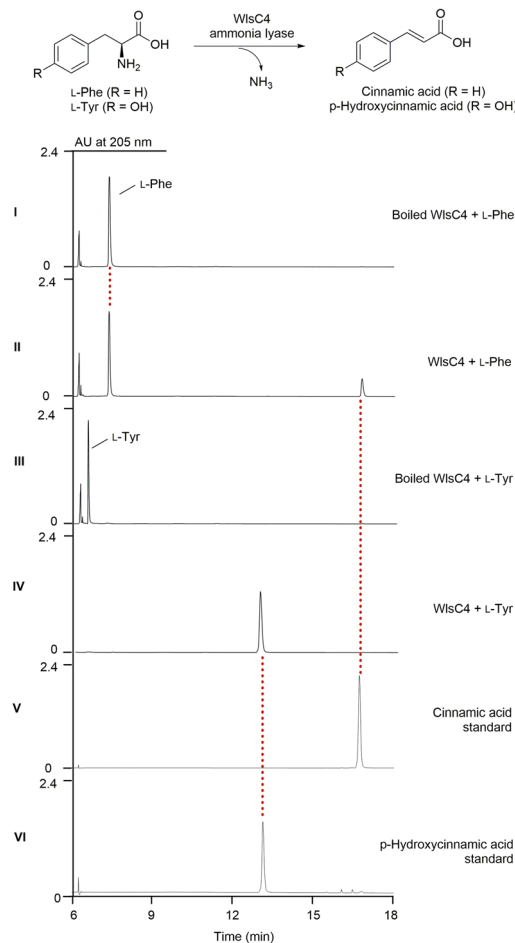 WlsC4
ammonia lyase
O
OH
NH2
R
NH3
O
OH
R
L-Phe (R = H)
L-Tyr (R = OH)
Cinnamic acid (R = H)
p-Hydroxycinnamic acid (R = OH)
AU at 205 nm
2.4
L-Phe
I
Boiled WlsC4 + L-Phe
0
2.4
II
WlsC4 + L-Phe
0
2.4
L-Tyr
III
Boiled WlsC4 + L-Tyr
0
2.4
IV
WlsC4 + L-Tyr
0
2.4
V
Cinnamic acid
standard
0
2.4
VI
p-Hydroxycinnamic acid
standard
0
6 9 12 15 18
Time (min)